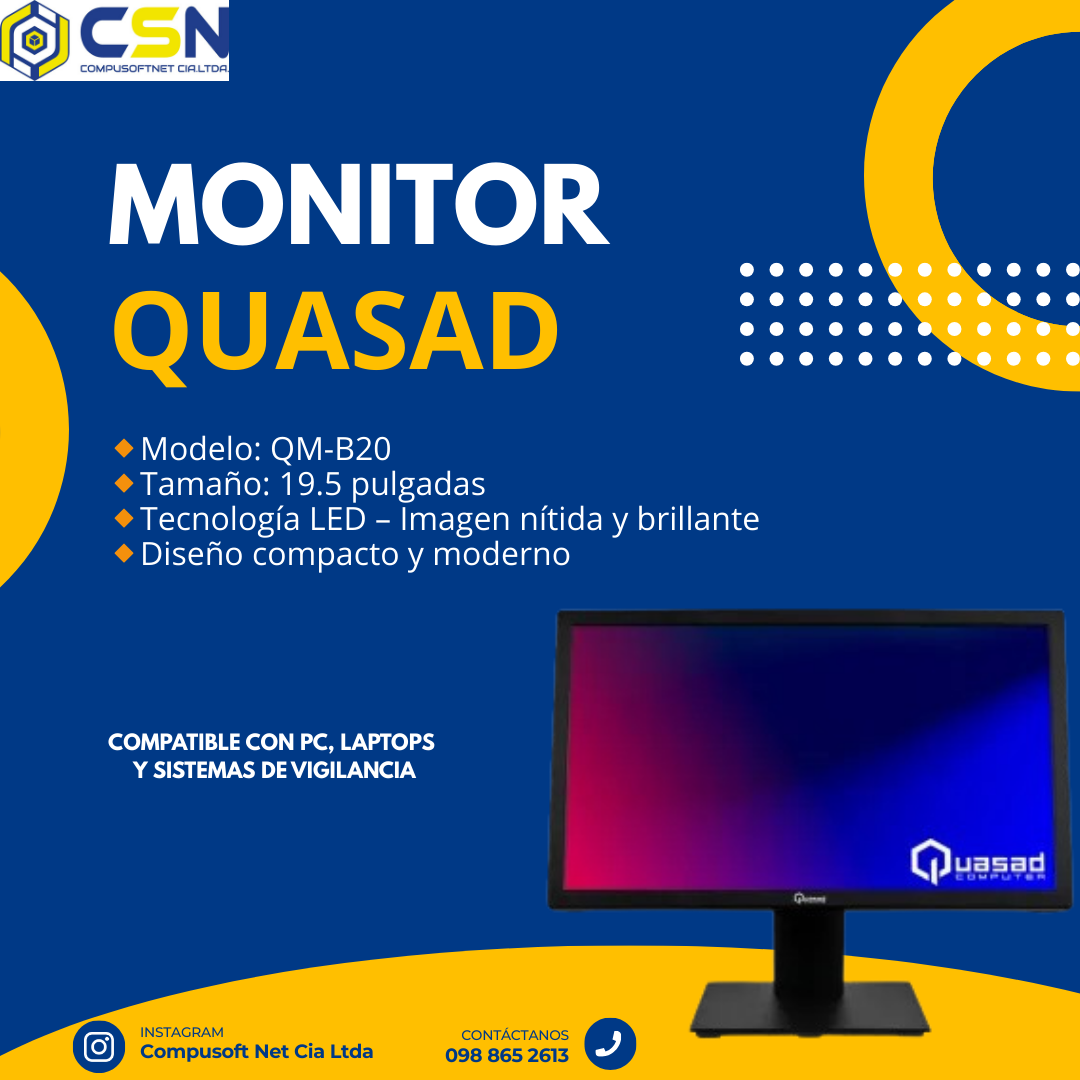 CSN
COMPUSOFTNET CIA.LTDA.
MONITOR
QUASAD
Modelo: QM-B20
Tamaño: 19.5 pulgadas
Tecnología LED – Imagen nítida y brillante
Diseño compacto y moderno
COMPATIBLE CON PC, LAPTOPS
Y SISTEMAS DE VIGILANCIA
Quasad
COMPUTER
Quasad
INSTAGRAM
Compusoft Net Cia Ltda
CONTÁCTANOS
098 865 2613